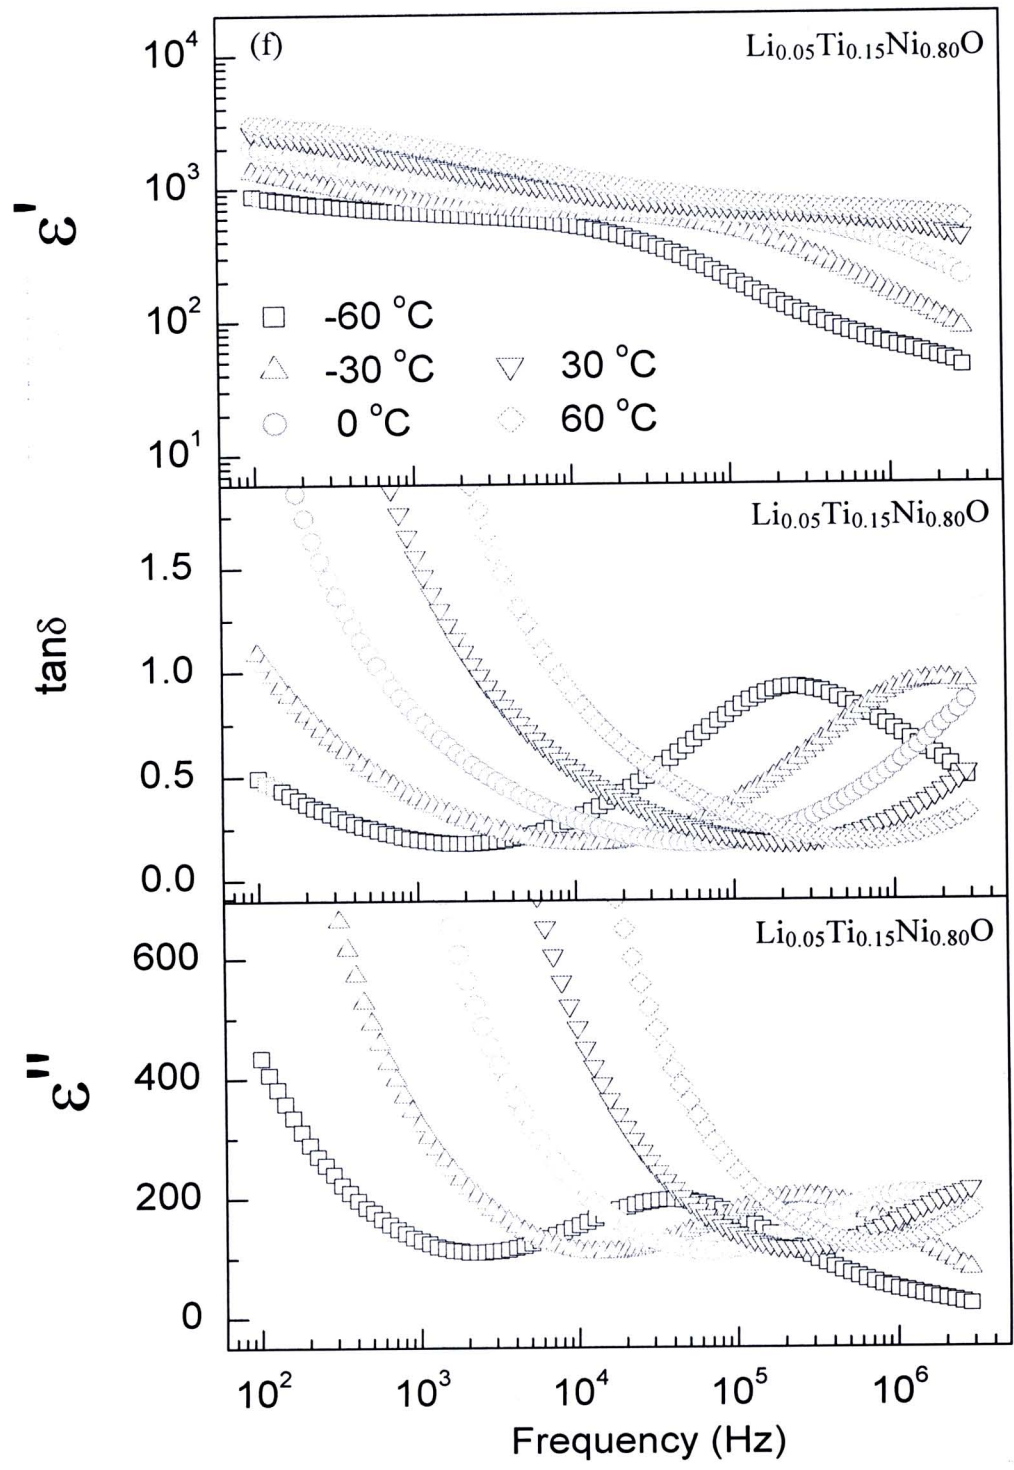 (f) Li₀.₀₅Ti₀.₁₅Ni₀.₈₀O
10⁴
10³
10²
10¹
ε'
-60 °C
-30 °C 30 °C
0 °C 60 °C
Li₀.₀₅Ti₀.₁₅Ni₀.₈₀O
1.5
1.0
0.5
0.0
tanδ
Li₀.₀₅Ti₀.₁₅Ni₀.₈₀O
600
400
200
0
ε"
10² 10³ 10⁴ 10⁵ 10⁶
Frequency (Hz)